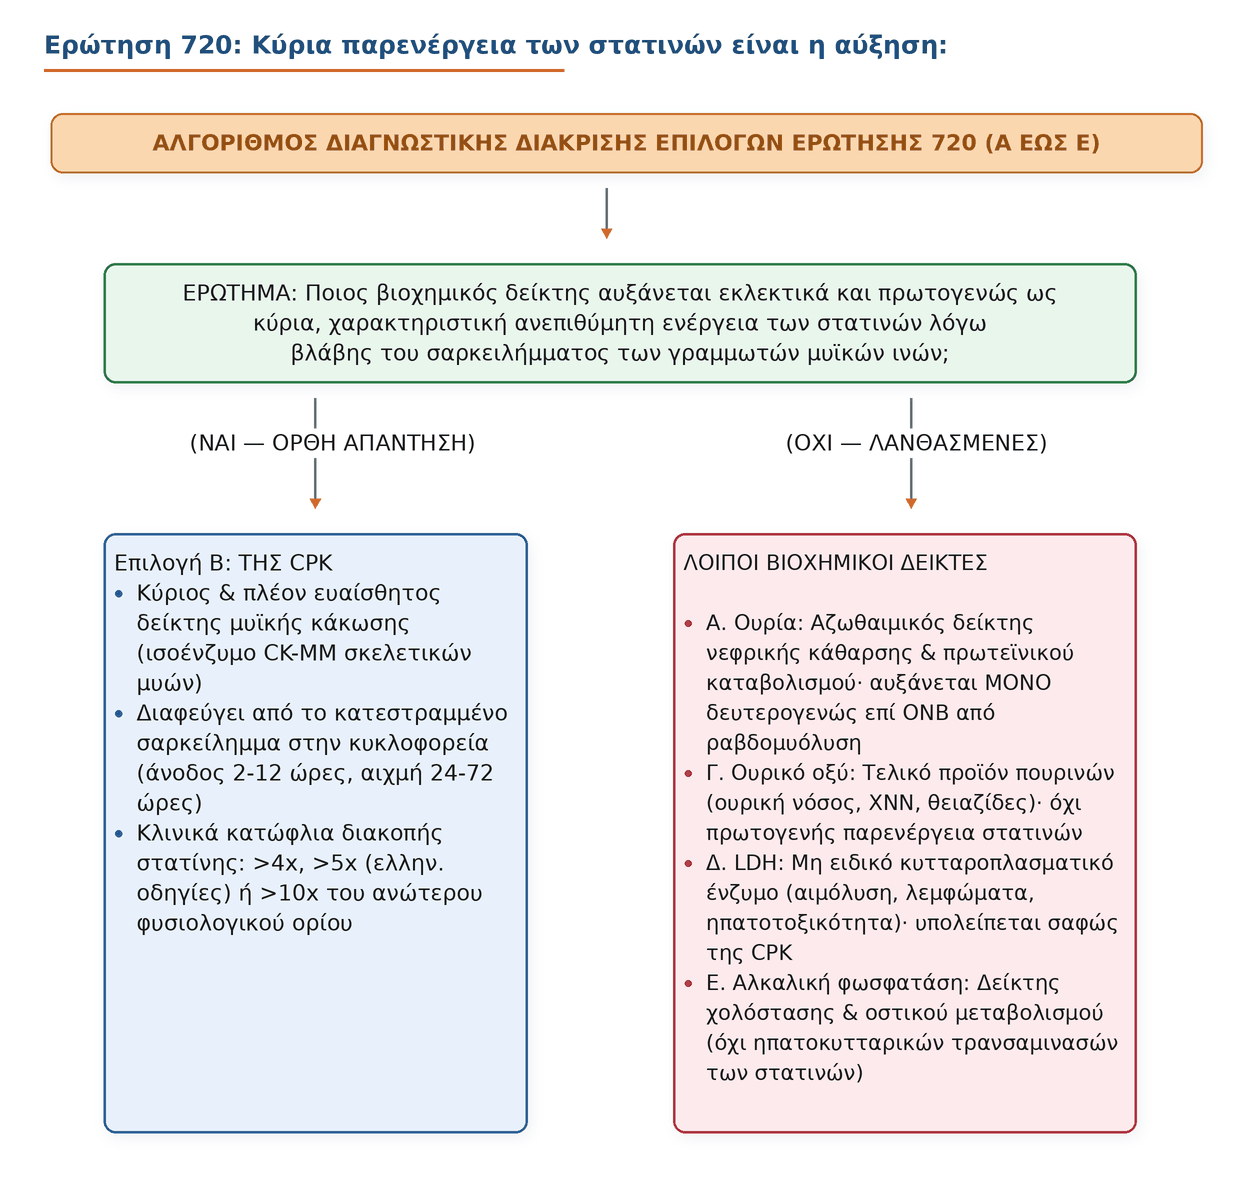 Ερώτηση 720: Κύρια παρενέργεια των στατινών είναι η αύξηση:
ΑΛΓΟΡΙΘΜΟΣ ΔΙΑΓΝΩΣΤΙΚΗΣ ΔΙΑΚΡΙΣΗΣ ΕΠΙΛΟΓΩΝ ΕΡΩΤΗΣΗΣ 720 (Α ΕΩΣ Ε)
ΕΡΩΤΗΜΑ: Ποιος βιοχημικός δείκτης αυξάνεται εκλεκτικά και πρωτογενώς ως
κύρια, χαρακτηριστική ανεπιθύμητη ενέργεια των στατινών λόγω
βλάβης του σαρκειλήμματος των γραμμωτών μυϊκών ινών;
(ΝΑΙ — ΟΡΘΗ ΑΠΑΝΤΗΣΗ)
(ΟΧΙ — ΛΑΝΘΑΣΜΕΝΕΣ)
Επιλογή Β: ΤΗΣ CPK
• Κύριος & πλέον ευαίσθητος
δείκτης μυϊκής κάκωσης
(ισοένζυμο CK-MM σκελετικών
μυών)
• Διαφεύγει από το κατεστραμμένο
σαρκείλημμα στην κυκλοφορεία
(άνοδος 2-12 ώρες, αιχμή 24-72
ώρες)
• Κλινικά κατώφλια διακοπής
στατίνης: >4x, >5x (ελλην.
οδηγίες) ή >10x του ανώτερου
φυσιολογικού ορίου
ΛΟΙΠΟΙ ΒΙΟΧΗΜΙΚΟΙ ΔΕΙΚΤΕΣ
• Α. Ουρία: Αζωθαιμικός δείκτης
νεφρικής κάθαρσης & πρωτεϊνικού
καταβολισμού· αυξάνεται ΜΟΝΟ
δευτερογενώς επί ΟΝΒ από
ραβδομυόλυση
• Γ. Ουρικό οξύ: Τελικό προϊόν πουρινών
(ουρική νόσος, ΧΝΝ, θειαζίδες)· όχι
πρωτογενής παρενέργεια στατινών
• Δ. LDH: Μη ειδικό κυτταροπλασματικό
ένζυμο (αιμόλυση, λεμφώματα,
ηπατοτοξικότητα)· υπολείπεται σαφώς
της CPK
• Ε. Αλκαλική φωσφατάση: Δείκτης
χολόστασης & οστικού μεταβολισμού
(όχι ηπατοκυτταρικών τρανσαμινασών
των στατινών)